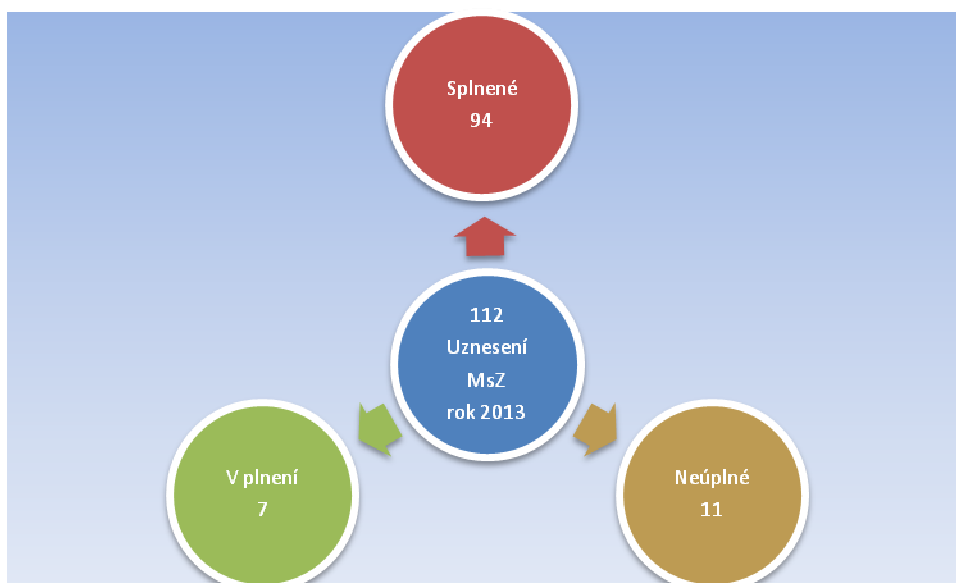 Splnené
94
112
Uznesení
MsZ
rok 2013
V plnení
7
Neúplné
11